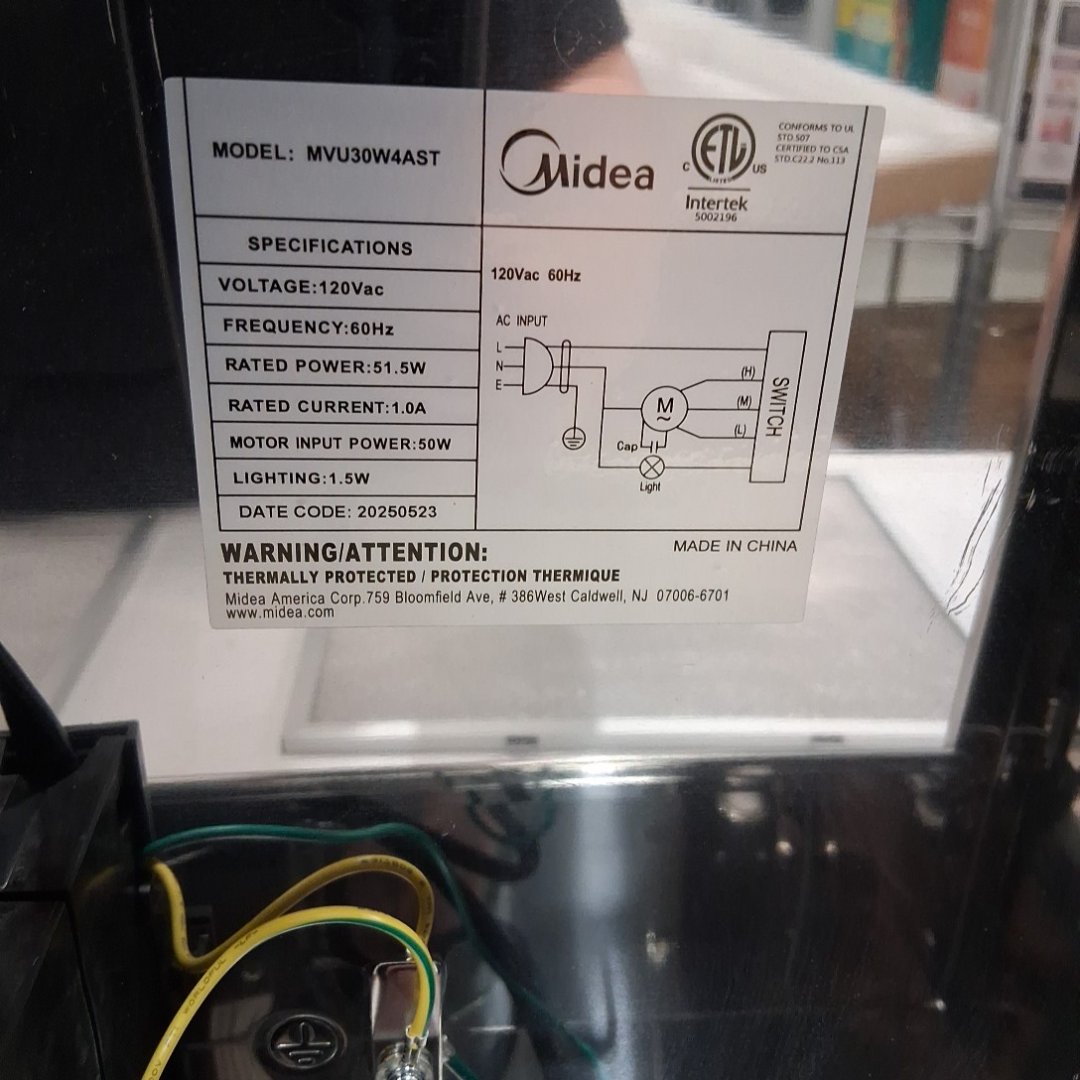 MODEL: MVU30W4AST
Midea
ETL
LISTED
C
US
Intertek
5002196
CONFORMS TO UL
STD.507
CERTIFIED TO CSA
STD.C22.2 No.113
SPECIFICATIONS
VOLTAGE:120Vac
FREQUENCY:60Hz
RATED POWER:51.5W
RATED CURRENT:1.0A
MOTOR INPUT POWER:50W
LIGHTING:1.5W
DATE CODE: 20250523
120Vac 60Hz
AC INPUT
L
N
E
M
~
Cap
Light
(H)
(M)
(L)
SWITCH
WARNING/ATTENTION:
MADE IN CHINA
THERMALLY PROTECTED / PROTECTION THERMIQUE
Midea America Corp.759 Bloomfield Ave, # 386West Caldwell, NJ 07006-6701
www.midea.com